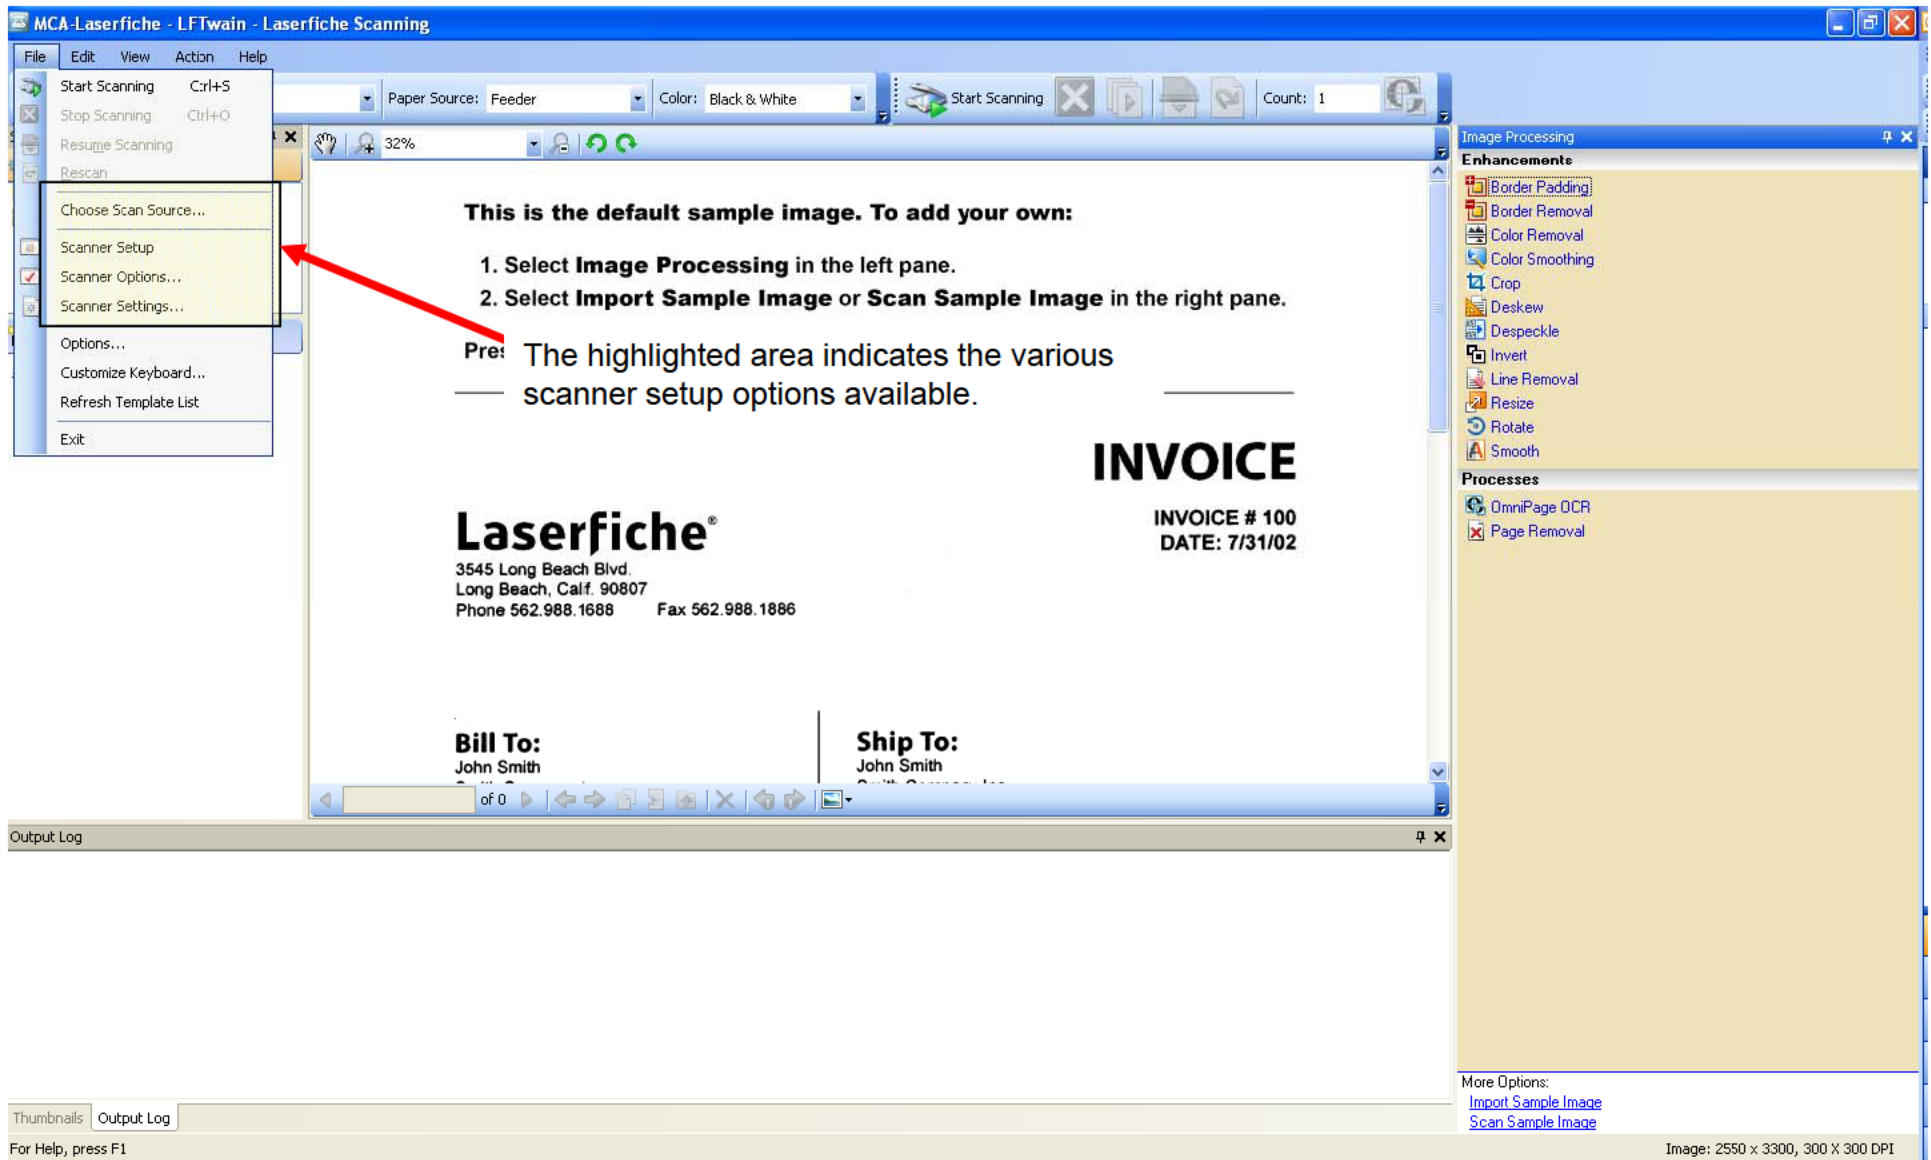 MCA-Laserfiche - LFTwain - Laserfiche Scanning
File Edit View Action Help
Start Scanning C:rl+S
Stop Scanning Ctrl+O
Resume Scanning
Rescan
Choose Scan Source...
Scanner Setup
Scanner Options...
Scanner Settings...
Options...
Customize Keyboard...
Refresh Template List
Exit
Paper Source: Feeder Color: Black & White Start Scanning Count: 1
32%
This is the default sample image. To add your own:
1. Select Image Processing in the left pane.
2. Select Import Sample Image or Scan Sample Image in the right pane.
The highlighted area indicates the various
scanner setup options available.
INVOICE
Laserfiche®
INVOICE # 100
DATE: 7/31/02
3545 Long Beach Blvd.
Long Beach, Calif. 90807
Phone 562.988.1688 Fax 562.988.1886
Bill To:
John Smith
Ship To:
John Smith
of 0
Image Processing
Enhancements
Border Padding
Border Removal
Color Removal
Color Smoothing
Crop
Deskew
Despeckle
Invert
Line Removal
Resize
Rotate
Smooth
Processes
OmniPage OCR
Page Removal
More Options:
Import Sample Image
Scan Sample Image
Output Log
Thumbnails Output Log
For Help, press F1
Image: 2550 x 3300, 300 X 300 DPI